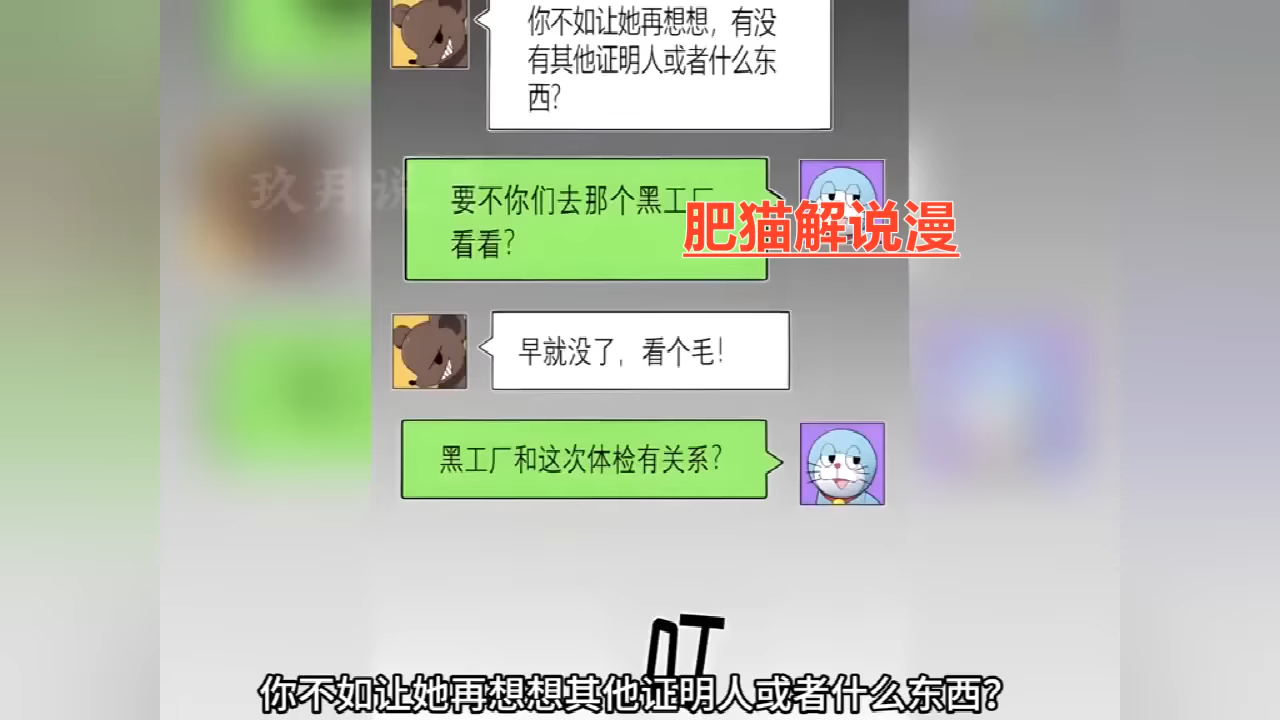 你不如让她再想想，有没
有其他证明人或者什么东
西？
玖月说
要不你们去那个黑工厂
看看？
肥猫解说漫
早就没了，看个毛！
黑工厂和这次体检有关系？
叮
你不如让她再想想其他证明人或者什么东西？